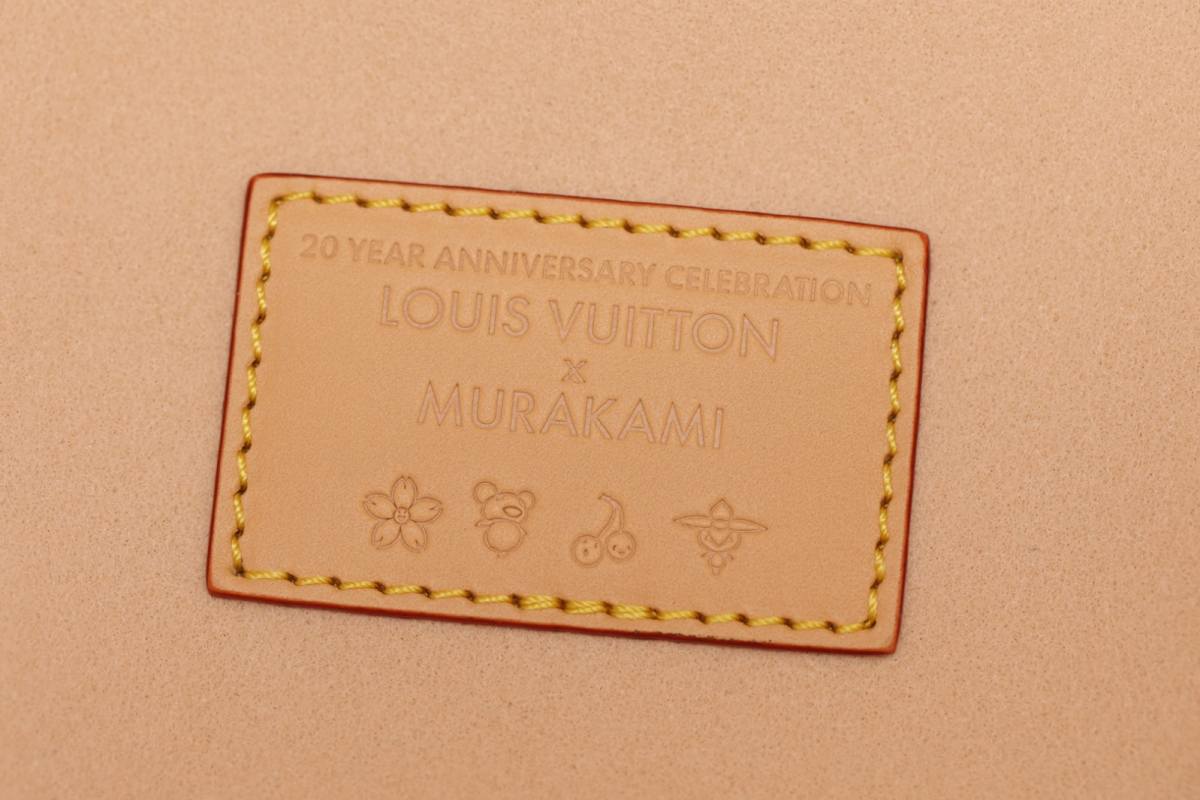 20 YEAR ANNIVERSARY CELEBRATION
LOUIS VUITTON
x
MURAKAMI